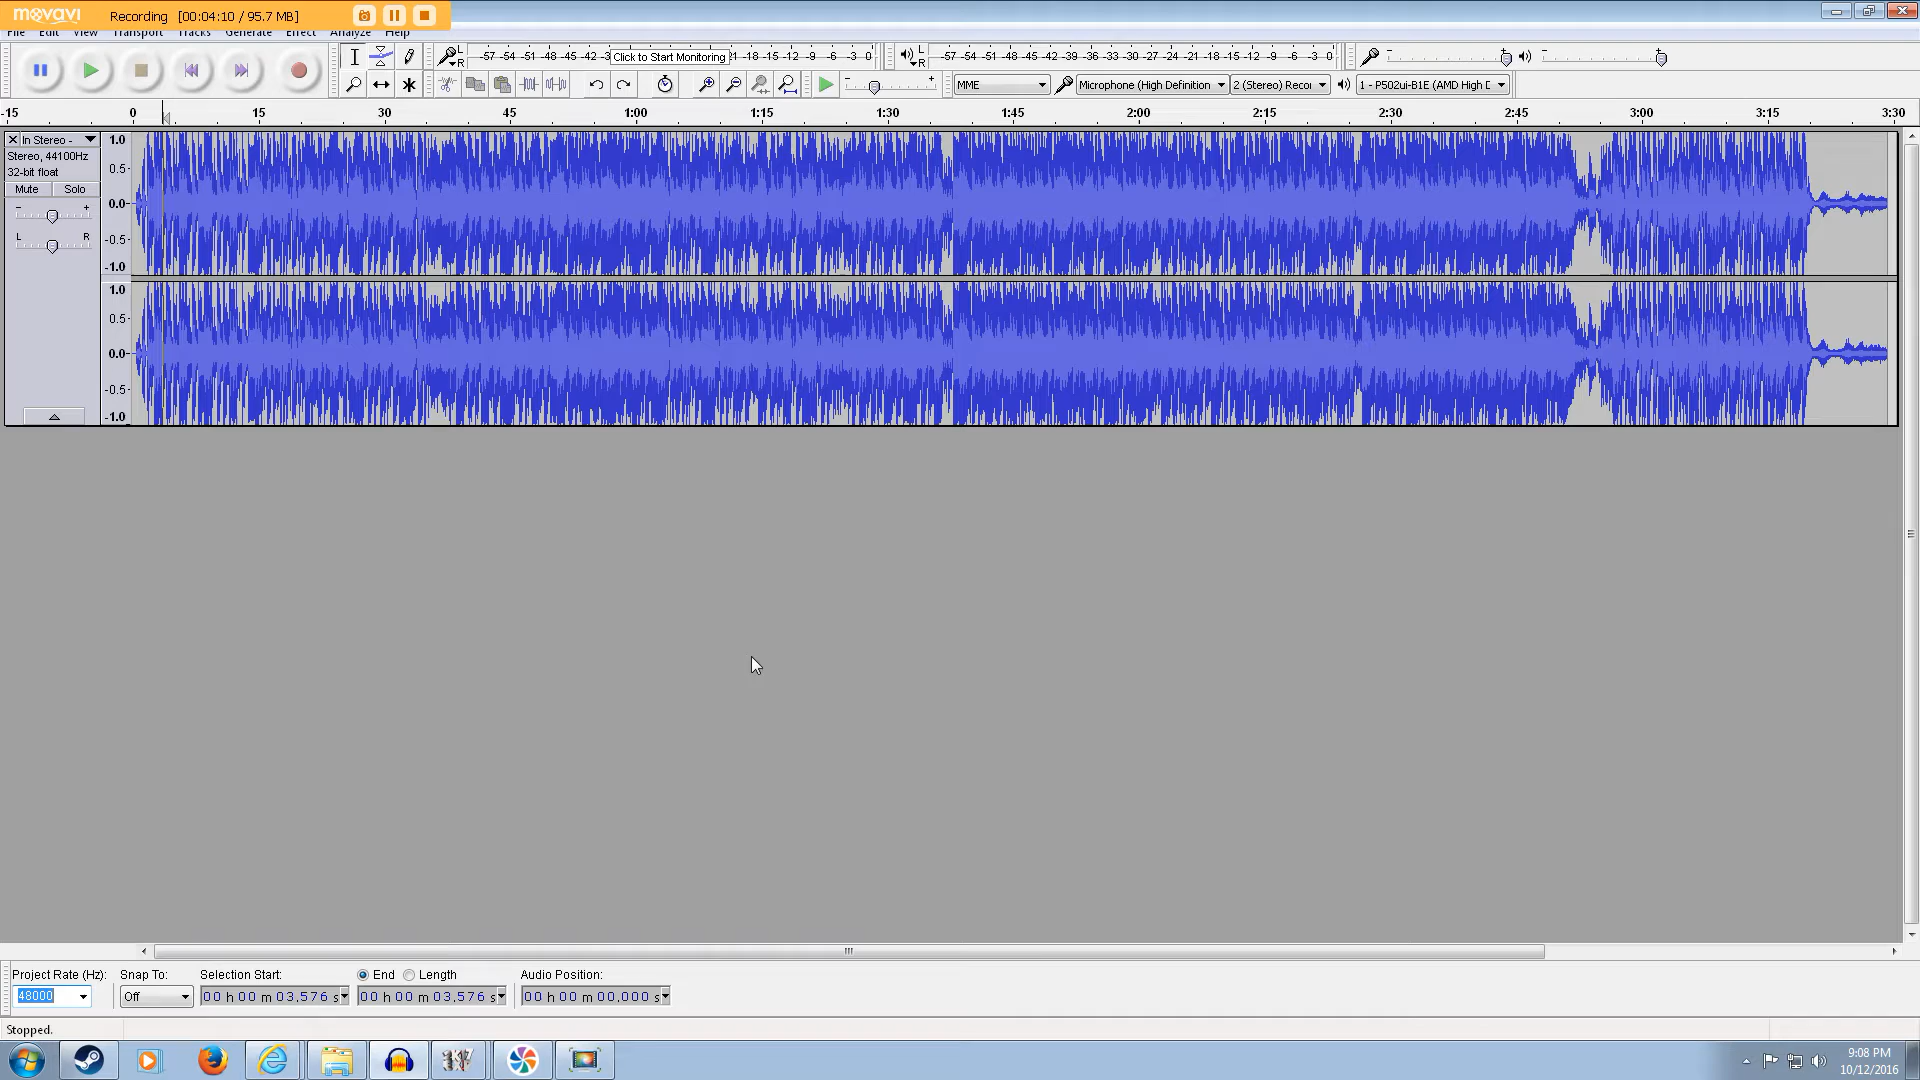 movavi Recording [00:04:10 / 95.7 MB]
File Edit View Transport Tracks Generate Effect Analyze Help
L R -57 -54 -51 -48 -45 -42 -3 Click to Start Monitoring 1 -18 -15 -12 -9 -6 -3 0
L R -57 -54 -51 -48 -45 -42 -39 -36 -33 -30 -27 -24 -21 -18 -15 -12 -9 -6 -3 0
MME Microphone (High Definition 2 (Stereo) Recor 1 - P502ui-B1E (AMD High D
-15 0 15 30 45 1:00 1:15 1:30 1:45 2:00 2:15 2:30 2:45 3:00 3:15 3:30
In Stereo -
Stereo, 44100Hz
32-bit float
Mute Solo
- +
L R
1.0
0.5-
0.0-
-0.5-
-1.0
1.0
0.5-
0.0-
-0.5-
-1.0
Project Rate (Hz): Snap To: Selection Start: End Length Audio Position:
48000 Off 00 h 00 m 03.576 s 00 h 00 m 03.576 s 00 h 00 m 00.000 s
Stopped.
9:08 PM
10/12/2016